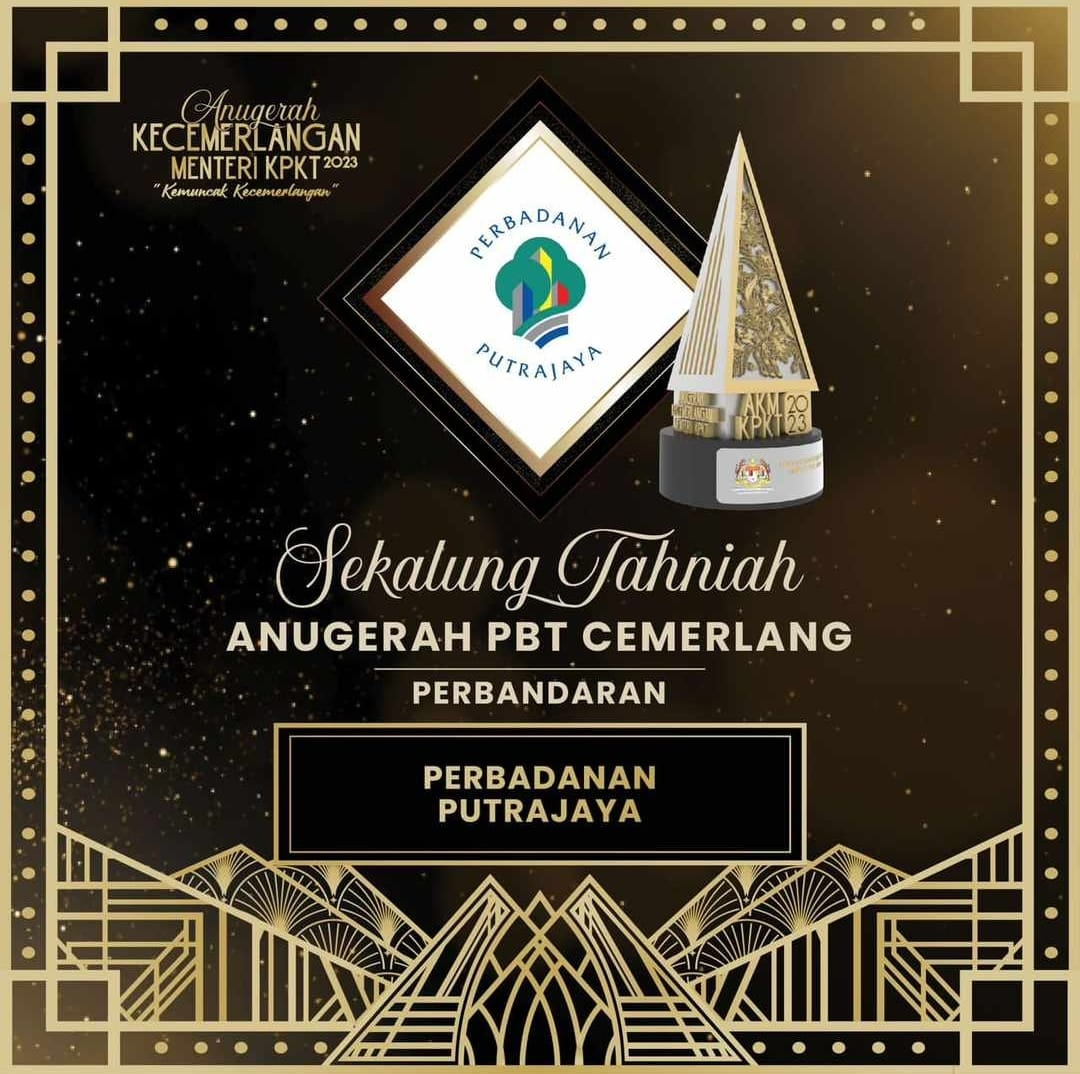 Anugerah
KECEMERLANGAN
MENTERI KPKT 2023
"Kemuncak Kecemerlangan"
PERBADANAN
PUTRAJAYA
AKM
KPKT
20
23
Sekalung Tahniah
ANUGERAH PBT CEMERLANG
PERBANDARAN
PERBADANAN
PUTRAJAYA